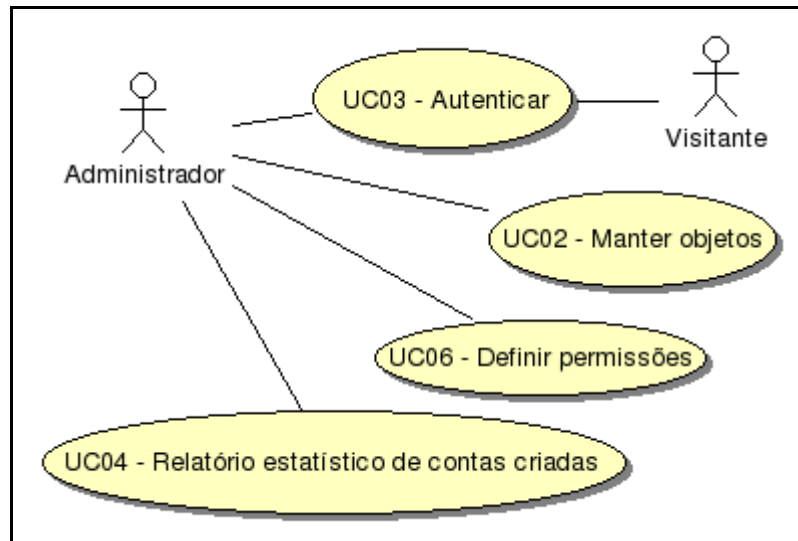 UC03 - Autenticar
Visitante
Administrador
UC02 - Manter objetos
UC06 - Definir permissões
UC04 - Relatório estatístico de contas criadas